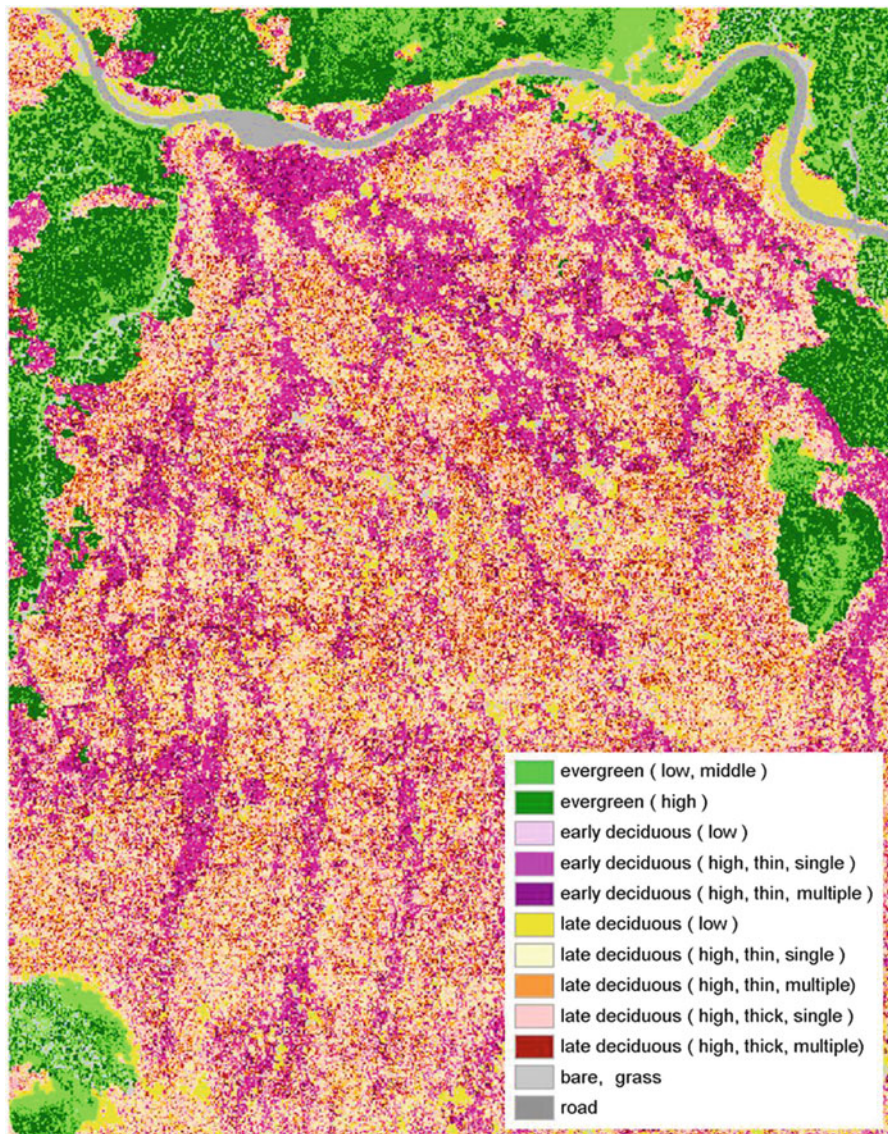 evergreen ( low, middle )
evergreen ( high )
early deciduous ( low )
early deciduous ( high, thin, single )
early deciduous ( high, thin, multiple )
late deciduous ( low )
late deciduous ( high, thin, single )
late deciduous ( high, thin, multiple)
late deciduous ( high, thick, single )
late deciduous ( high, thick, multiple)
bare, grass
road